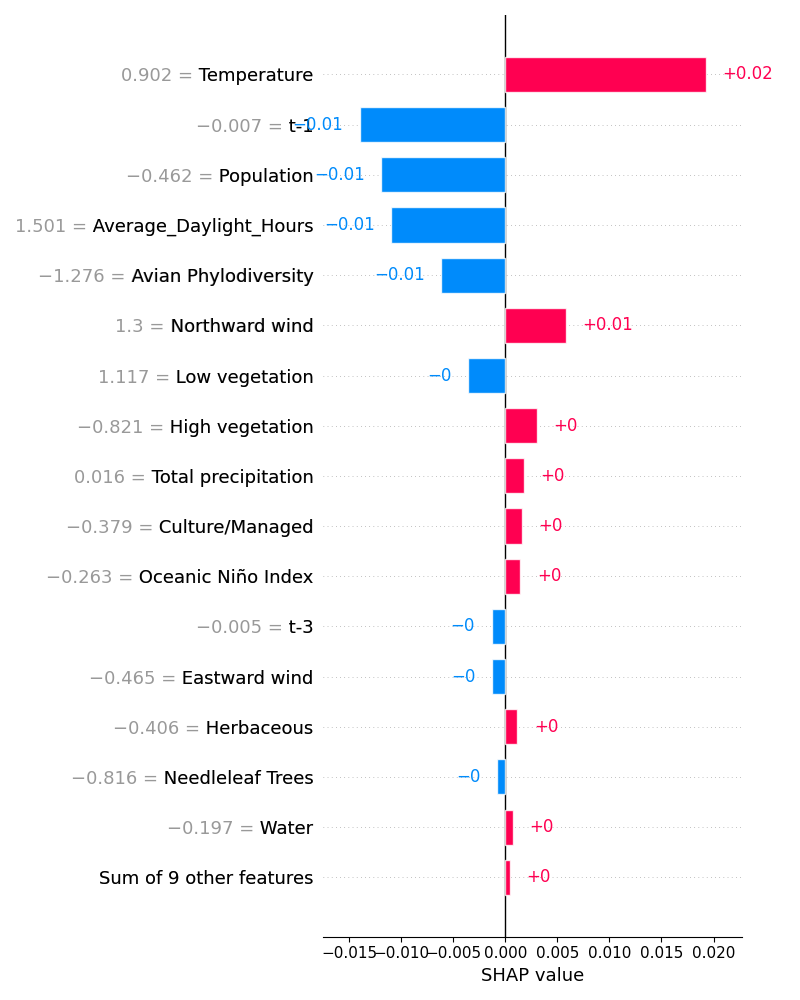 0.902 = Temperature +0.02
−0.007 = t-1 −0.01
−0.462 = Population −0.01
1.501 = Average_Daylight_Hours −0.01
−1.276 = Avian Phylodiversity −0.01
1.3 = Northward wind +0.01
1.117 = Low vegetation −0
−0.821 = High vegetation +0
0.016 = Total precipitation +0
−0.379 = Culture/Managed +0
−0.263 = Oceanic Niño Index +0
−0.005 = t-3 −0
−0.465 = Eastward wind −0
−0.406 = Herbaceous +0
−0.816 = Needleleaf Trees −0
−0.197 = Water +0
Sum of 9 other features +0
−0.015 −0.010 −0.005 0.000 0.005 0.010 0.015 0.020
SHAP value